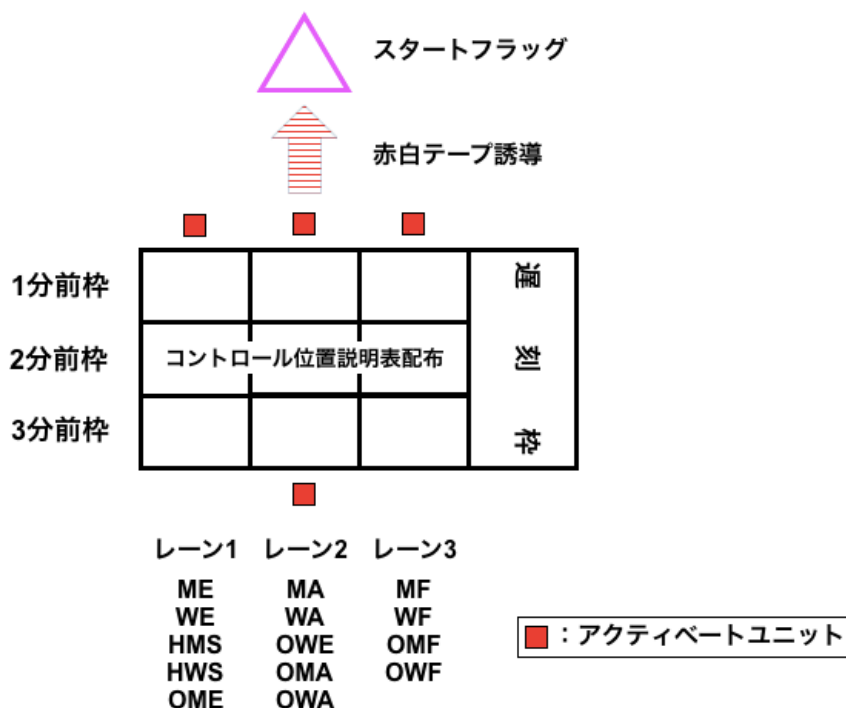 スタートフラッグ
赤白テープ誘導
1分前枠
2分前枠
3分前枠
コントロール位置説明表配布
遅刻枠
レーン1 レーン2 レーン3
ME MA MF
WE WA WF
HMS OWE OMF
HWS OMA OWF
OME OWA
：アクティベートユニット